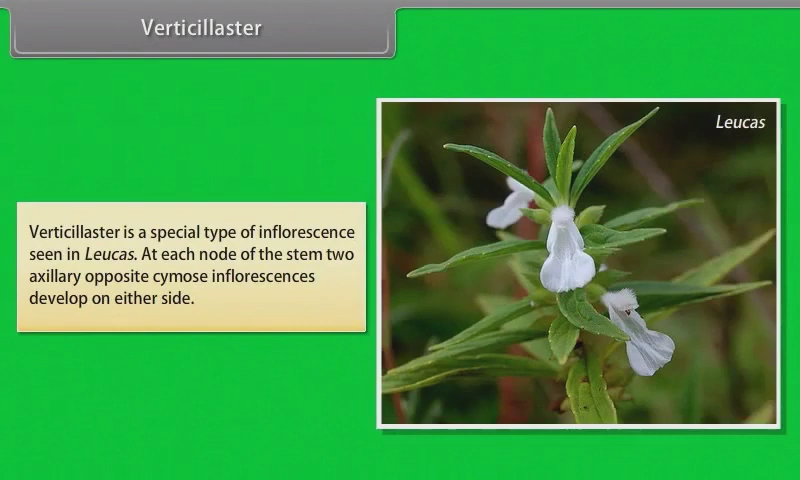 Verticillaster
Leucas
Verticillaster is a special type of inflorescence
seen in Leucas. At each node of the stem two
axillary opposite cymose inflorescences
develop on either side.